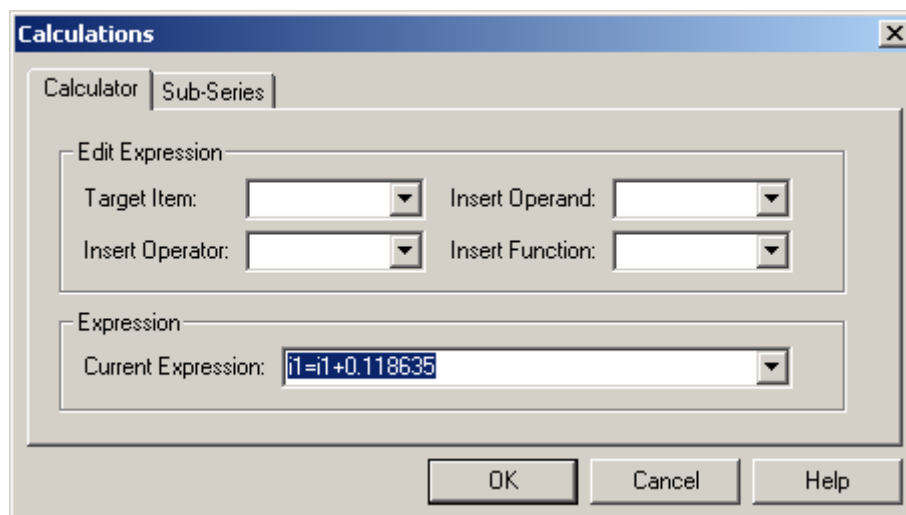 Calculations
Calculator Sub-Series
Edit Expression
Target Item: Insert Operand:
Insert Operator: Insert Function:
Expression
Current Expression: i1=i1+0.118635
OK Cancel Help